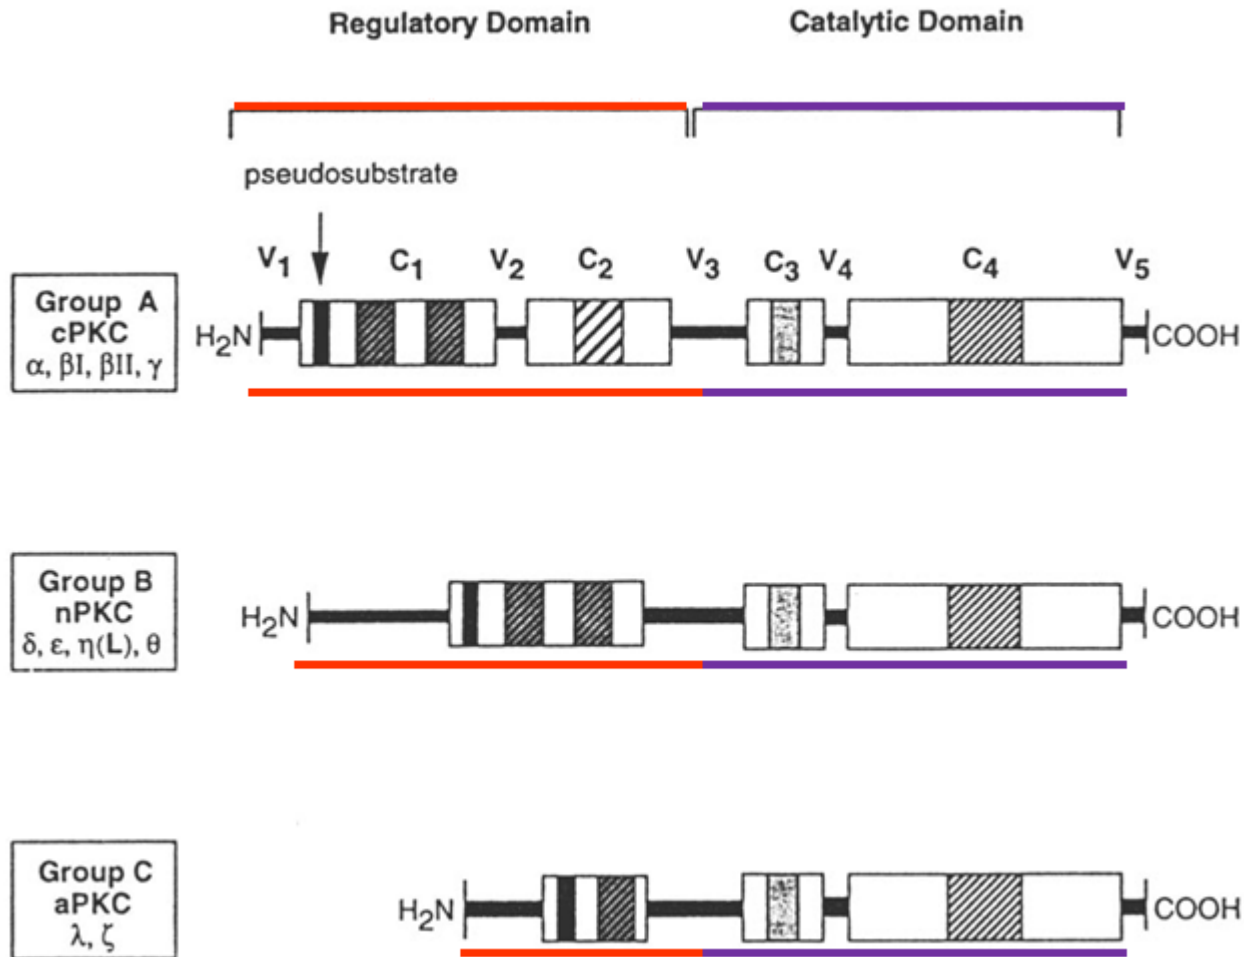 Regulatory Domain Catalytic Domain
pseudosubstrate
V1 C1 V2 C2 V3 C3 V4 C4 V5
Group A
cPKC
α, βI, βII, γ
H2N COOH
Group B
nPKC
δ, ε, η(L), θ
H2N COOH
Group C
aPKC
λ, ζ
H2N COOH